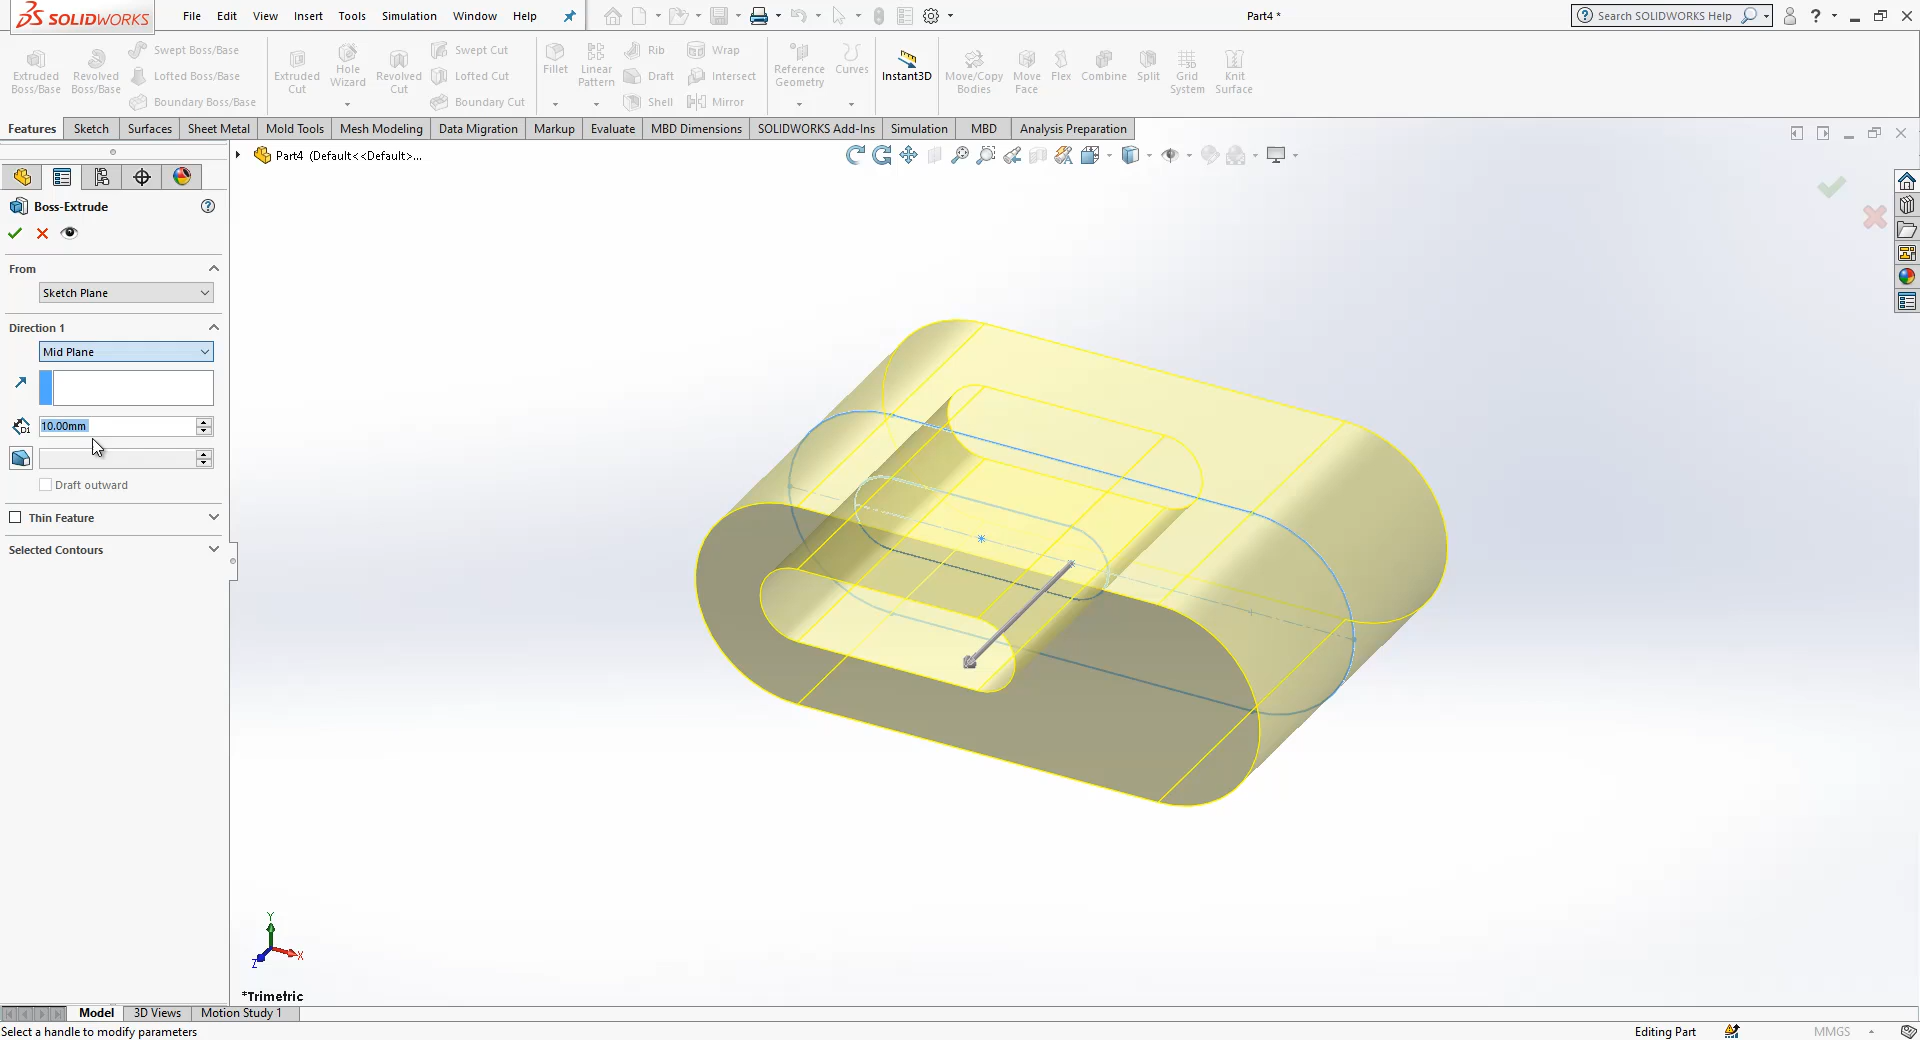 SOLIDWORKS
File Edit View Insert Tools Simulation Window Help
Part4 *
Search SOLIDWORKS Help
?
Extruded Boss/Base
Revolved Boss/Base
Swept Boss/Base
Lofted Boss/Base
Boundary Boss/Base
Extruded Cut
Hole Wizard
Revolved Cut
Swept Cut
Lofted Cut
Boundary Cut
Fillet
Linear Pattern
Rib
Draft
Shell
Wrap
Intersect
Mirror
Reference Geometry
Curves
Instant3D
Move/Copy Bodies
Move Face
Flex
Combine
Split
Grid System
Knit Surface
Features Sketch Surfaces Sheet Metal Mold Tools Mesh Modeling Data Migration Markup Evaluate MBD Dimensions SOLIDWORKS Add-Ins Simulation MBD Analysis Preparation
Part4 (Default<<Default>...
Boss-Extrude
?
From
Sketch Plane
Direction 1
Mid Plane
D1
10.00mm
Draft outward
Thin Feature
Selected Contours
Y
X
Z
*Trimetric
Model 3D Views Motion Study 1
Select a handle to modify parameters
Editing Part
MMGS